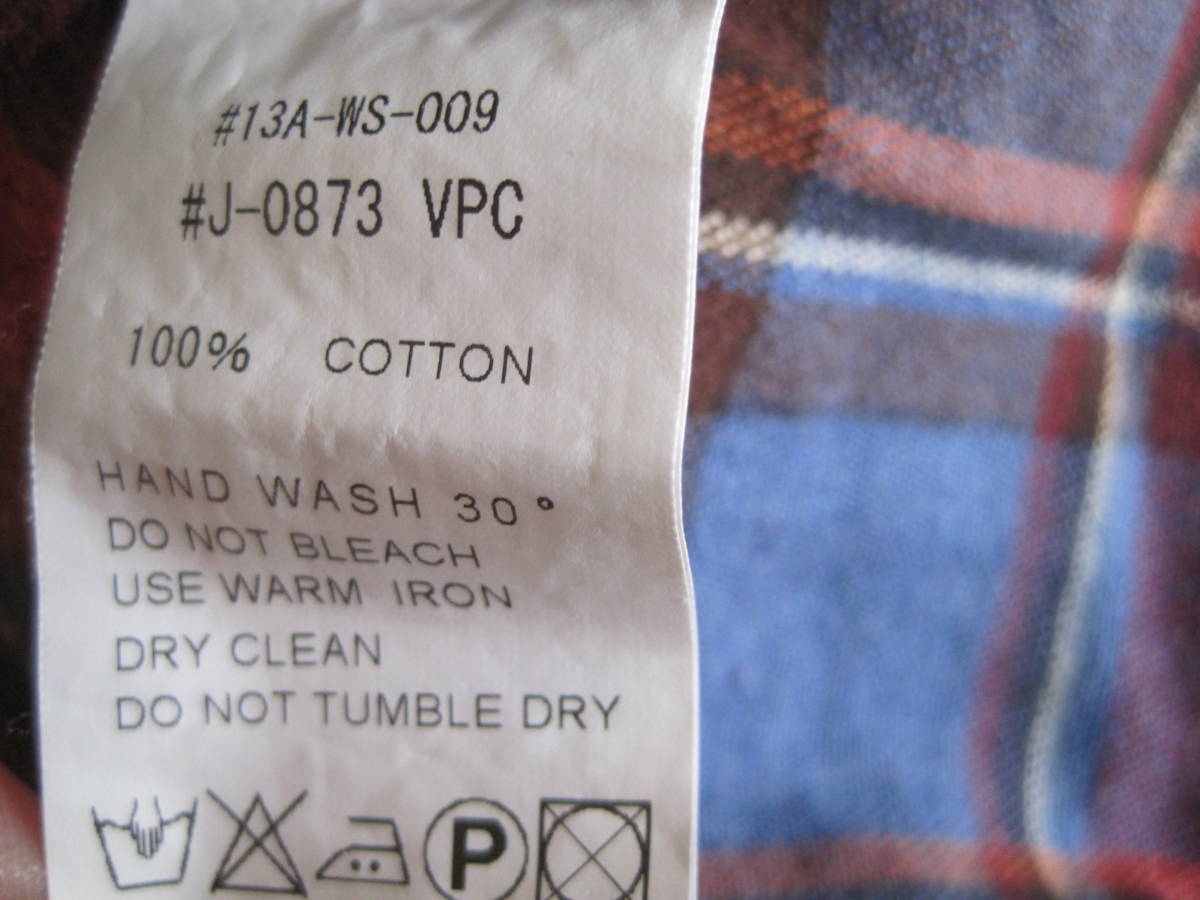 #13A-WS-009
#J-0873 VPC
100% COTTON
HAND WASH 30°
DO NOT BLEACH
USE WARM IRON
DRY CLEAN
DO NOT TUMBLE DRY
P